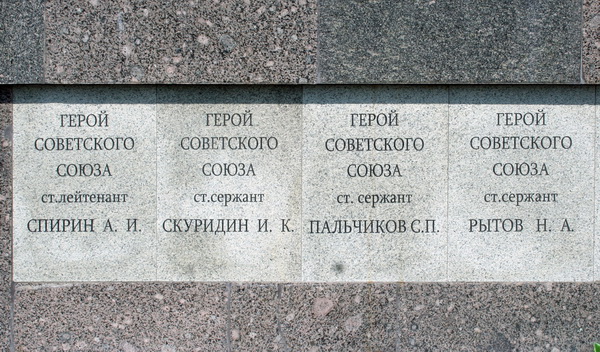 ГЕРОЙ
СОВЕТСКОГО
СОЮЗА
ст.лейтенант
СПИРИН А. И.
ГЕРОЙ
СОВЕТСКОГО
СОЮЗА
ст.сержант
СКУРИДИН И. К.
ГЕРОЙ
СОВЕТСКОГО
СОЮЗА
ст. сержант
ПАЛЬЧИКОВ С.П.
ГЕРОЙ
СОВЕТСКОГО
СОЮЗА
ст.сержант
РЫТОВ Н. А.